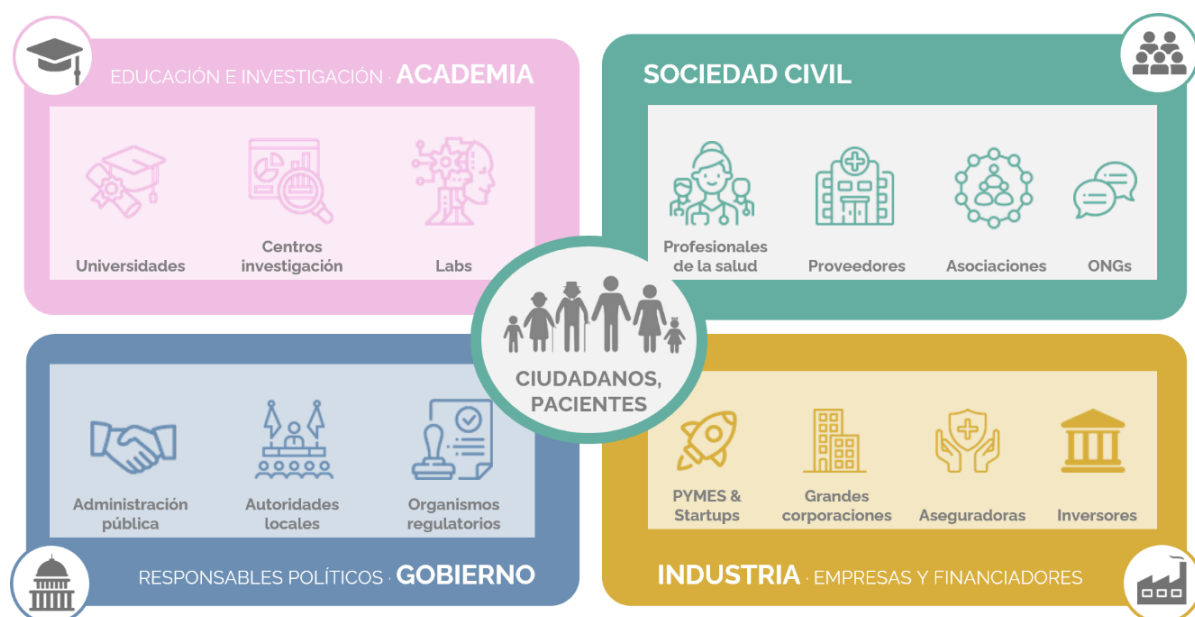 EDUCACIÓN E INVESTIGACIÓN · ACADEMIA
Universidades
Centros
investigación
Labs
SOCIEDAD CIVIL
Profesionales
de la salud
Proveedores
Asociaciones
ONGs
CIUDADANOS,
PACIENTES
Administración
pública
Autoridades
locales
Organismos
regulatorios
RESPONSABLES POLÍTICOS · GOBIERNO
PYMES &
Startups
Grandes
corporaciones
Aseguradoras
Inversores
INDUSTRIA · EMPRESAS Y FINANCIADORES